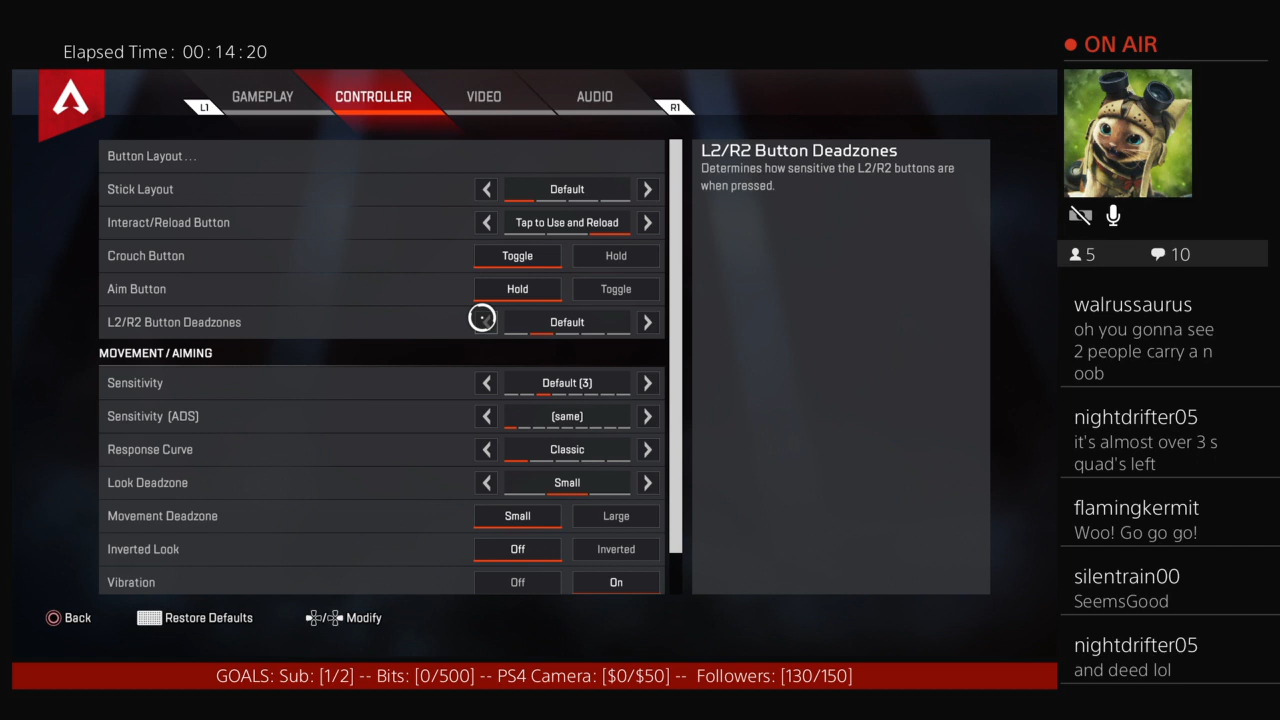 Elapsed Time: 00:14:20
ON AIR
L1
GAMEPLAY
CONTROLLER
VIDEO
AUDIO
R1
Button Layout...
Stick Layout
Default
Interact/Reload Button
Tap to Use and Reload
Crouch Button
Toggle
Hold
Aim Button
Hold
Toggle
L2/R2 Button Deadzones
Default
MOVEMENT/AIMING
Sensitivity
Default (3)
Sensitivity (ADS)
(same)
Response Curve
Classic
Look Deadzone
Small
Movement Deadzone
Small
Large
Inverted Look
Off
Inverted
Vibration
Off
On
L2/R2 Button Deadzones
Determines how sensitive the L2/R2 buttons are
when pressed.
Back
Restore Defaults
/
Modify
GOALS: Sub: [1/2] -- Bits: [0/500] -- PS4 Camera: [$0/$50] -- Followers: [130/150]
5
10
walrussaurus
oh you gonna see
2 people carry a n
oob
nightdrifter05
it's almost over 3 s
quad's left
flamingkermit
Woo! Go go go!
silentrain00
SeemsGood
nightdrifter05
and deed lol